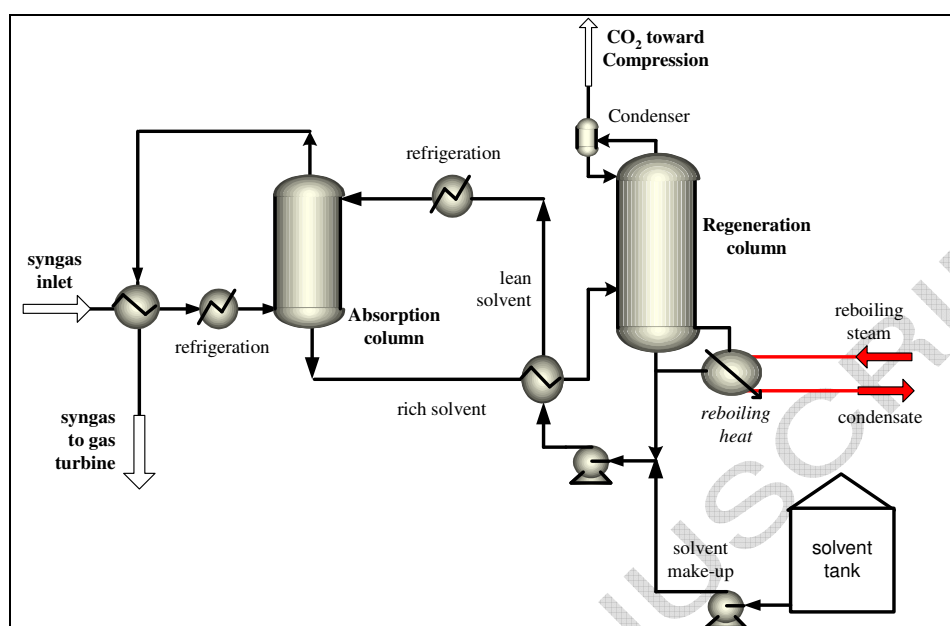 CO₂ toward
Compression
Condenser
refrigeration
Regeneration
column
syngas
inlet
lean
solvent
refrigeration
Absorption
column
reboiling
steam
rich solvent
reboiling
heat
condensate
syngas
to gas
turbine
solvent
make-up
solvent
tank